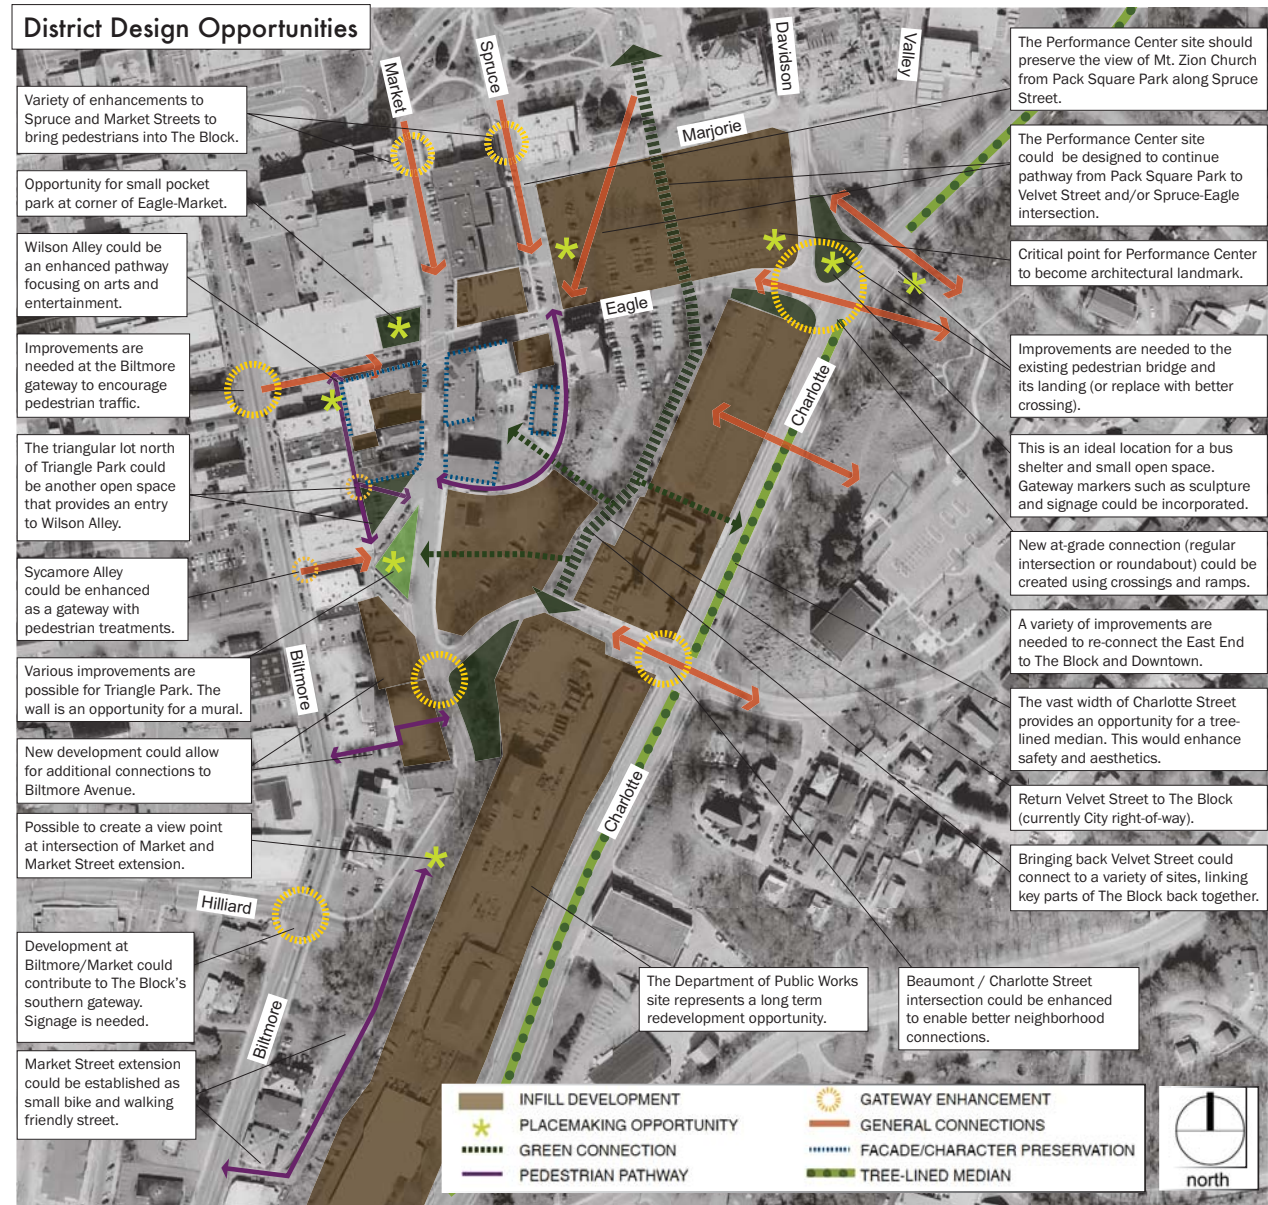 District Design Opportunities
Market
Spruce
Davidson
Valley
Marjorie
Eagle
Charlotte
Biltmore
Charlotte
Hilliard
Biltmore
Variety of enhancements to
Spruce and Market Streets to
bring pedestrians into The Block.
Opportunity for small pocket
park at corner of Eagle-Market.
Wilson Alley could be
an enhanced pathway
focusing on arts and
entertainment.
Improvements are
needed at the Biltmore
gateway to encourage
pedestrian traffic.
The triangular lot north
of Triangle Park could
be another open space
that provides an entry
to Wilson Alley.
Sycamore Alley
could be enhanced
as a gateway with
pedestrian treatments.
Various improvements are
possible for Triangle Park. The
wall is an opportunity for a mural.
New development could allow
for additional connections to
Biltmore Avenue.
Possible to create a view point
at intersection of Market and
Market Street extension.
Development at
Biltmore/Market could
contribute to The Block's
southern gateway.
Signage is needed.
Market Street extension
could be established as
small bike and walking
friendly street.
The Performance Center site should
preserve the view of Mt. Zion Church
from Pack Square Park along Spruce
Street.
The Performance Center site
could be designed to continue
pathway from Pack Square Park to
Velvet Street and/or Spruce-Eagle
intersection.
Critical point for Performance Center
to become architectural landmark.
Improvements are needed to the
existing pedestrian bridge and
its landing (or replace with better
crossing).
This is an ideal location for a bus
shelter and small open space.
Gateway markers such as sculpture
and signage could be incorporated.
New at-grade connection (regular
intersection or roundabout) could be
created using crossings and ramps.
A variety of improvements are
needed to re-connect the East End
to The Block and Downtown.
The vast width of Charlotte Street
provides an opportunity for a tree-
lined median. This would enhance
safety and aesthetics.
Return Velvet Street to The Block
(currently City right-of-way).
Bringing back Velvet Street could
connect to a variety of sites, linking
key parts of The Block back together.
The Department of Public Works
site represents a long term
redevelopment opportunity.
Beaumont / Charlotte Street
intersection could be enhanced
to enable better neighborhood
connections.
INFILL DEVELOPMENT
PLACEMAKING OPPORTUNITY
GREEN CONNECTION
PEDESTRIAN PATHWAY
GATEWAY ENHANCEMENT
GENERAL CONNECTIONS
FACADE/CHARACTER PRESERVATION
TREE-LINED MEDIAN
north